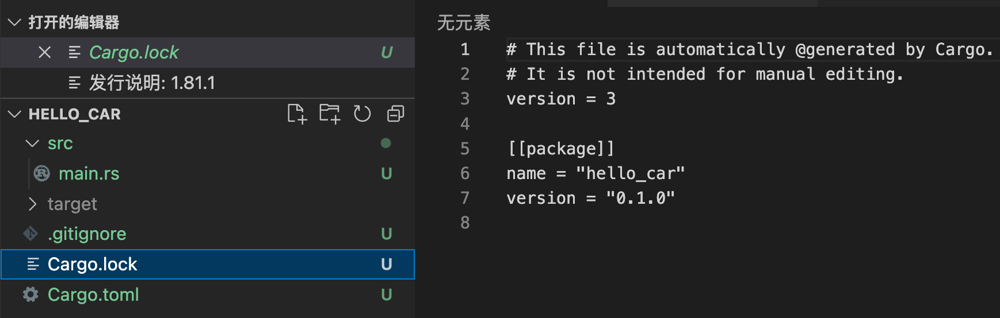 打开的编辑器
Cargo.lock U
发行说明: 1.81.1
HELLO_CAR
src
main.rs U
target
.gitignore U
Cargo.lock U
Cargo.toml U
无元素
1 # This file is automatically @generated by Cargo.
2 # It is not intended for manual editing.
3 version = 3
4
5 [[package]]
6 name = "hello_car"
7 version = "0.1.0"
8